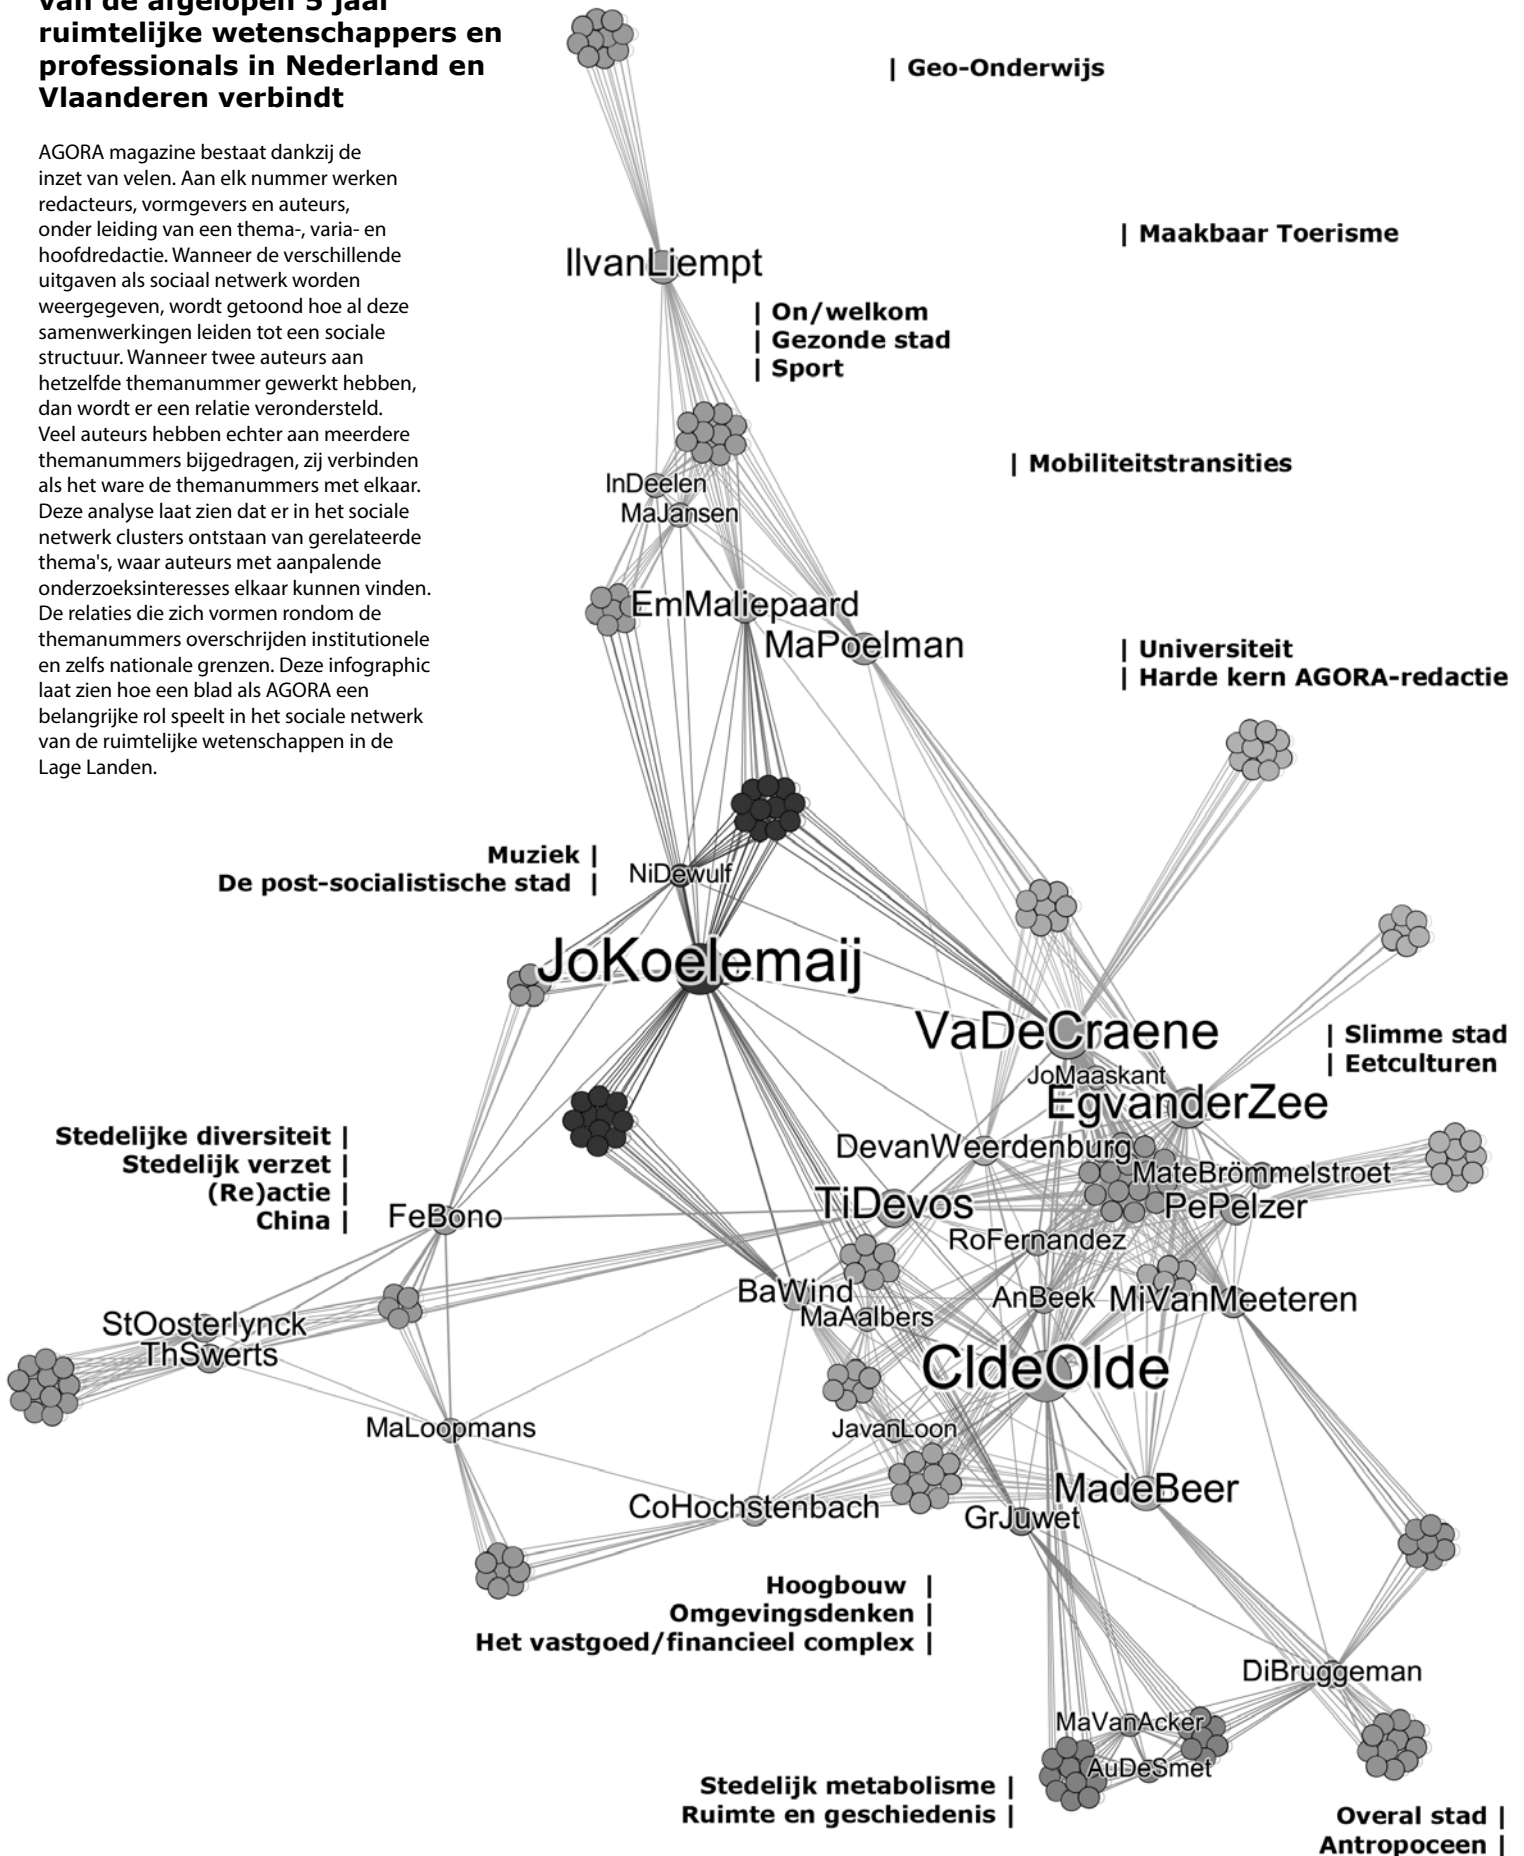 van de afgelopen 5 jaar
ruimtelijke wetenschappers en
professionals in Nederland en
Vlaanderen verbindt
AGORA magazine bestaat dankzij de
inzet van velen. Aan elk nummer werken
redacteurs, vormgevers en auteurs,
onder leiding van een thema-, varia- en
hoofdredactie. Wanneer de verschillende
uitgaven als sociaal netwerk worden
weergegeven, wordt getoond hoe al deze
samenwerkingen leiden tot een sociale
structuur. Wanneer twee auteurs aan
hetzelfde themanummer gewerkt hebben,
dan wordt er een relatie verondersteld.
Veel auteurs hebben echter aan meerdere
themanummers bijgedragen, zij verbinden
als het ware de themanummers met elkaar.
Deze analyse laat zien dat er in het sociale
netwerk clusters ontstaan van gerelateerde
thema's, waar auteurs met aanpalende
onderzoeksinteresses elkaar kunnen vinden.
De relaties die zich vormen rondom de
themanummers overschrijden institutionele
en zelfs nationale grenzen. Deze infographic
laat zien hoe een blad als AGORA een
belangrijke rol speelt in het sociale netwerk
van de ruimtelijke wetenschappen in de
Lage Landen.
| Geo-Onderwijs
| Maakbaar Toerisme
IlvanLiempt
| On/welkom
| Gezonde stad
| Sport
| Mobiliteitstransities
InDeelen
MaJansen
EmMaliepaard
MaPoelman
| Universiteit
| Harde kern AGORA-redactie
Muziek |
De post-socialistische stad |
NiDewulf
JoKoelemaij
VaDeCraene
| Slimme stad
| Eetculturen
JoMaaskant
EgvanderZee
Stedelijke diversiteit |
Stedelijk verzet |
(Re)actie |
China |
DevanWeerdenburg
MateBrömmelstroet
TiDevos
PePelzer
FeBono
RoFernandez
BaWind
AnBeek
MiVanMeeteren
MaAalbers
StOosterlynck
ThSwerts
CldeOlde
MaLoopmans
JavanLoon
MadeBeer
CoHochstenbach
GrJuwet
Hoogbouw |
Omgevingsdenken |
Het vastgoed/financieel complex |
DiBruggeman
MaVanAcker
AuDeSmet
Stedelijk metabolisme |
Ruimte en geschiedenis |
Overal stad |
Antropoceen |